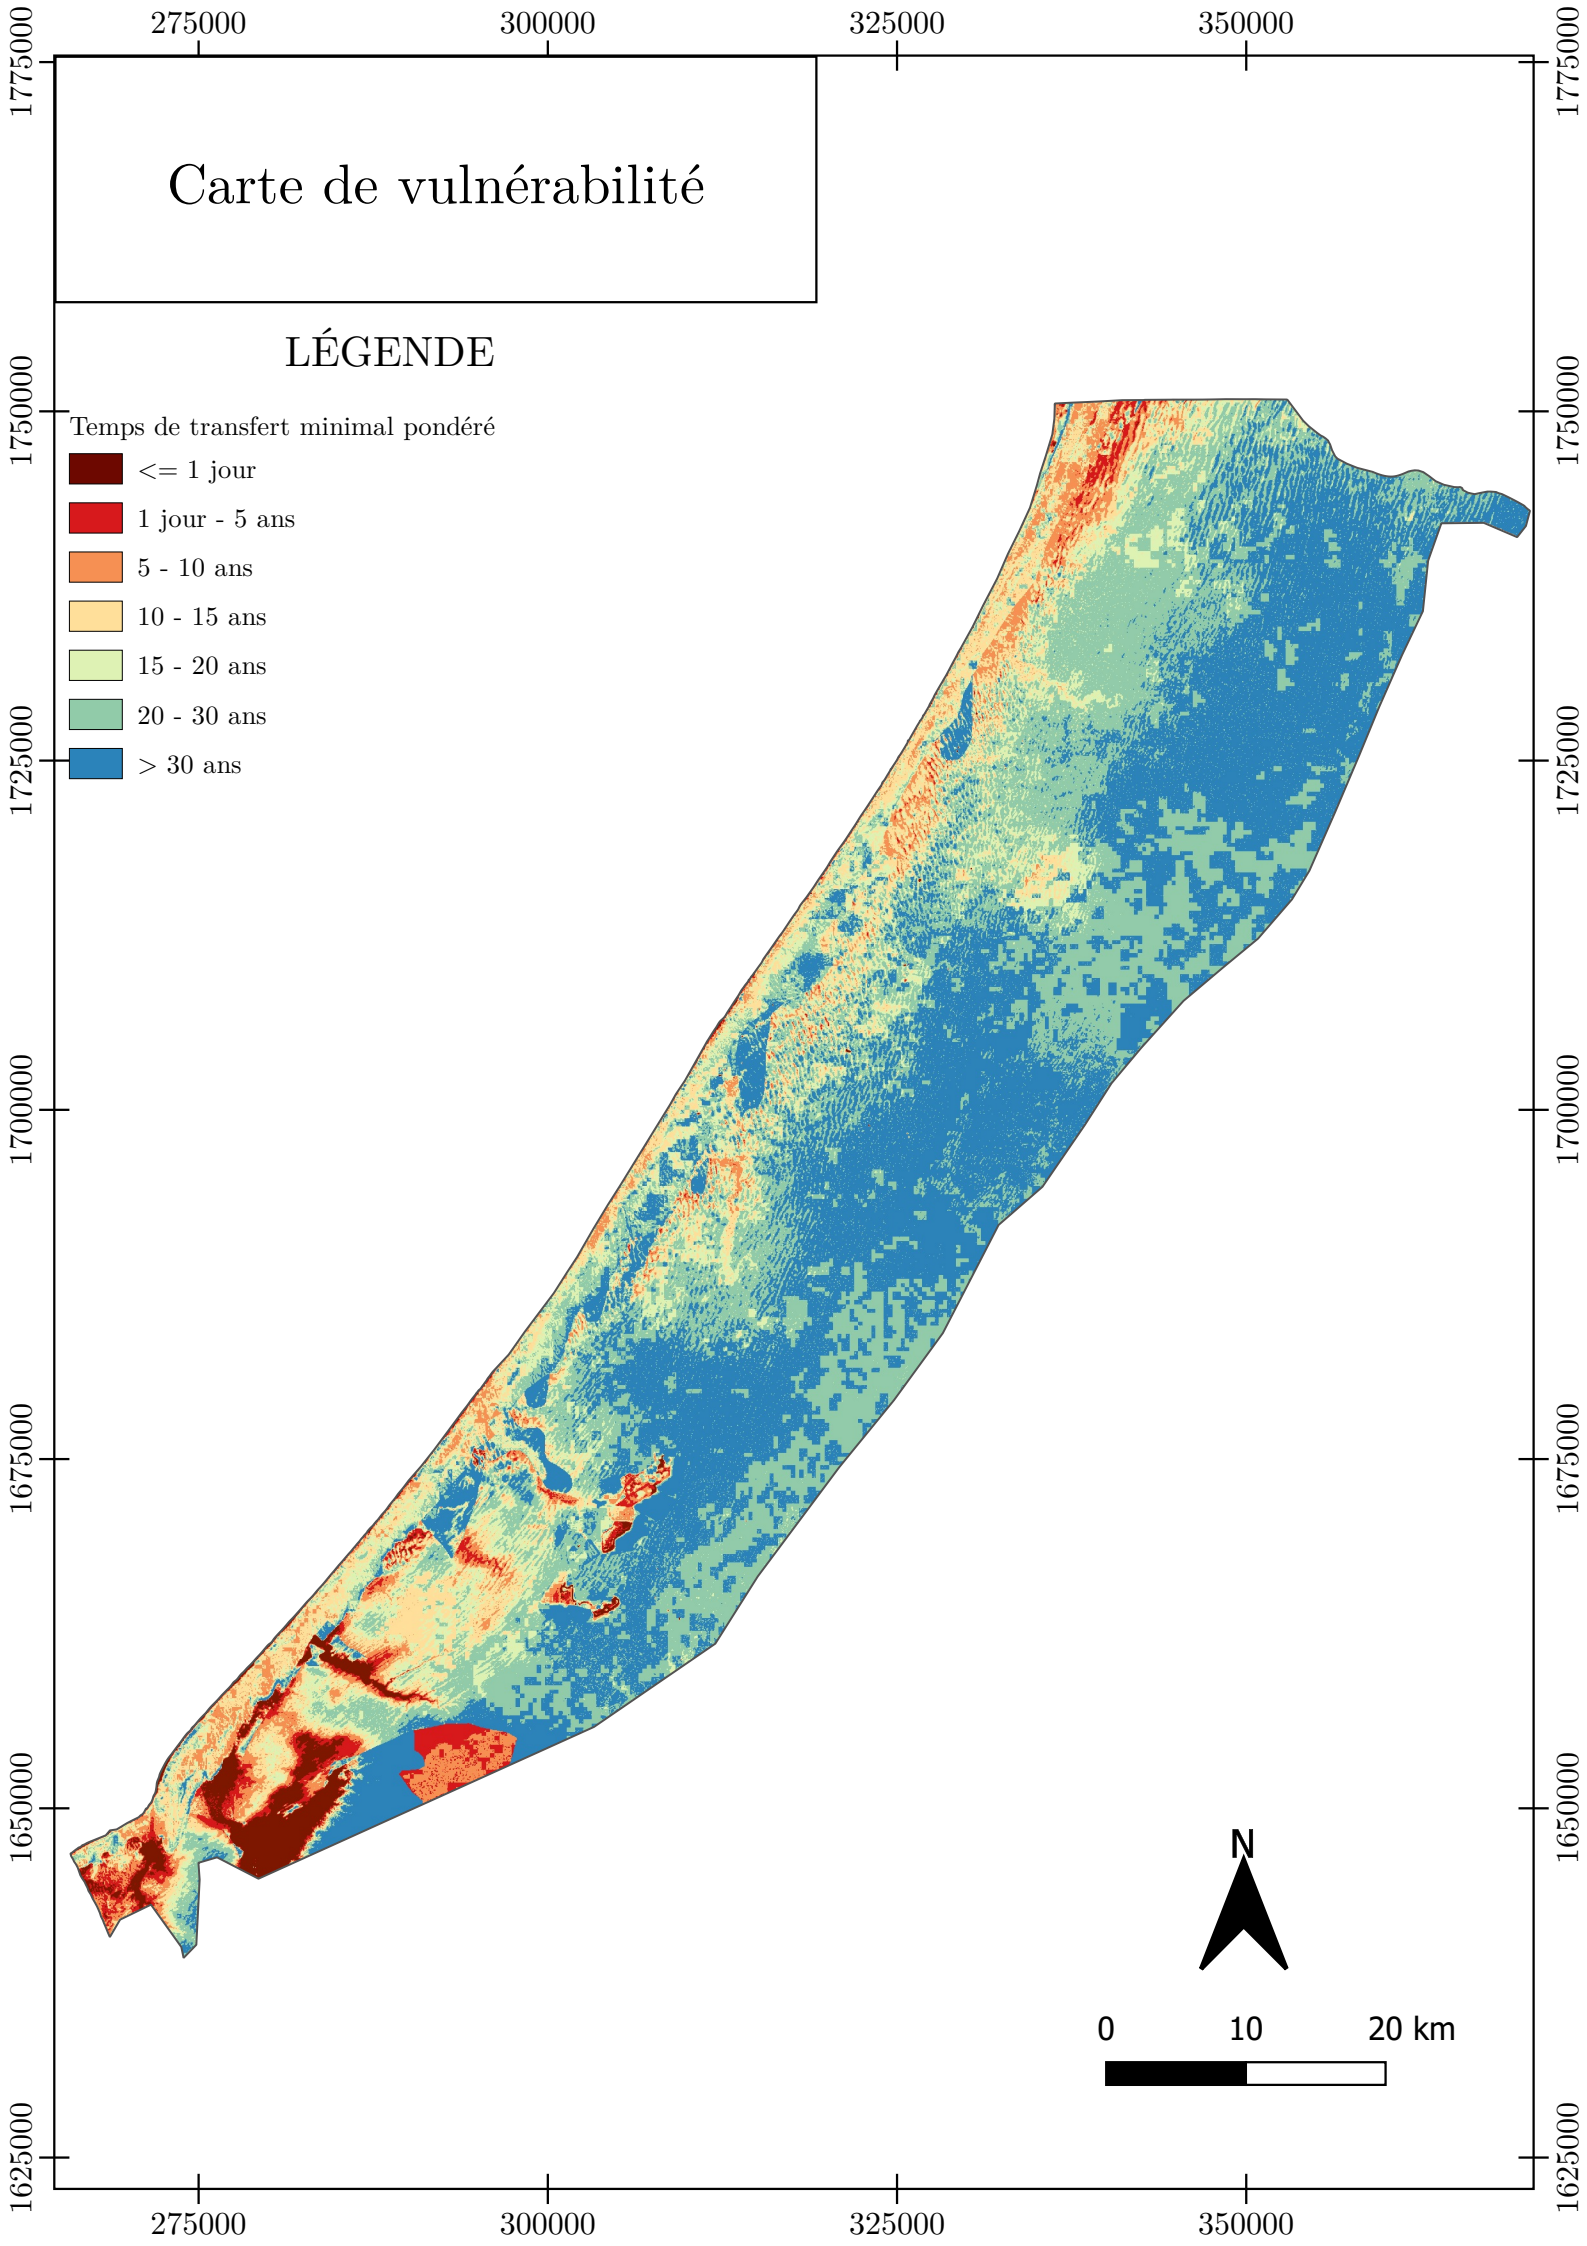 275000 300000 325000 350000
1775000 1775000
Carte de vulnérabilité
LÉGENDE
1750000 1750000
Temps de transfert minimal pondéré
<= 1 jour
1 jour - 5 ans
5 - 10 ans
10 - 15 ans
15 - 20 ans
20 - 30 ans
> 30 ans
1725000 1725000
1700000 1700000
1675000 1675000
1650000 1650000
N
0 10 20 km
1625000 1625000
275000 300000 325000 350000